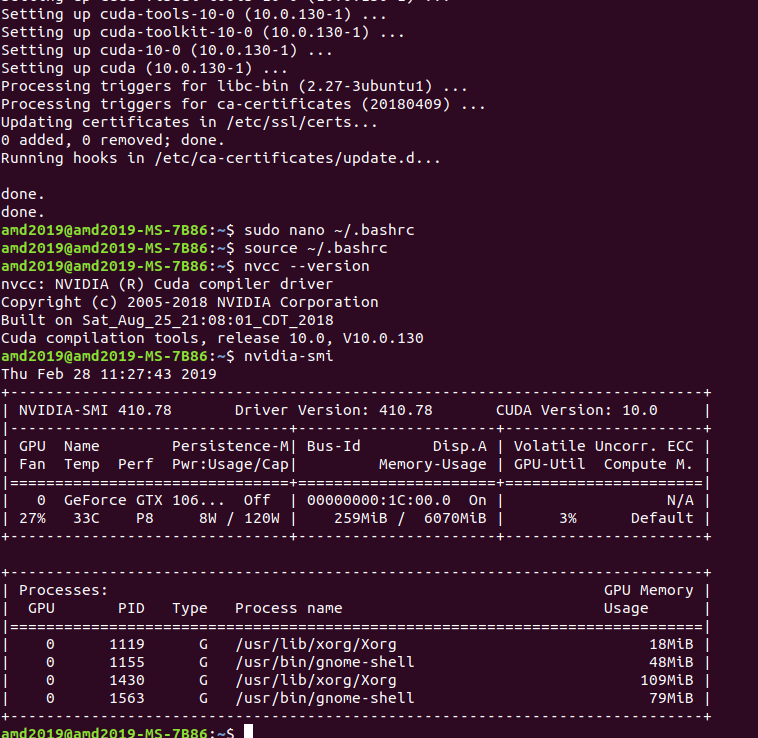 Setting up cuda-tools-10-0 (10.0.130-1) ...
Setting up cuda-toolkit-10-0 (10.0.130-1) ...
Setting up cuda-10-0 (10.0.130-1) ...
Setting up cuda (10.0.130-1) ...
Processing triggers for libc-bin (2.27-3ubuntu1) ...
Processing triggers for ca-certificates (20180409) ...
Updating certificates in /etc/ssl/certs...
0 added, 0 removed; done.
Running hooks in /etc/ca-certificates/update.d...

done.
done.
amd2019@amd2019-MS-7B86:~$ sudo nano ~/.bashrc
amd2019@amd2019-MS-7B86:~$ source ~/.bashrc
amd2019@amd2019-MS-7B86:~$ nvcc --version
nvcc: NVIDIA (R) Cuda compiler driver
Copyright (c) 2005-2018 NVIDIA Corporation
Built on Sat_Aug_25_21:08:01_CDT_2018
Cuda compilation tools, release 10.0, V10.0.130
amd2019@amd2019-MS-7B86:~$ nvidia-smi
Thu Feb 28 11:27:43 2019
+-----------------------------------------------------------------------------+
| NVIDIA-SMI 410.78       Driver Version: 410.78       CUDA Version: 10.0     |
|-------------------------------+----------------------+----------------------+
| GPU  Name        Persistence-M| Bus-Id        Disp.A | Volatile Uncorr. ECC |
| Fan  Temp  Perf  Pwr:Usage/Cap|         Memory-Usage | GPU-Util  Compute M. |
|===============================+======================+======================|
|   0  GeForce GTX 106...  Off  | 00000000:1C:00.0  On |                  N/A |
| 27%   33C    P8     8W / 120W |    259MiB /  6070MiB |      3%      Default |
+-------------------------------+----------------------+----------------------+

+-----------------------------------------------------------------------------+
| Processes:                                                       GPU Memory |
|  GPU       PID   Type   Process name                             Usage      |
|=============================================================================|
|    0      1119      G   /usr/lib/xorg/Xorg                            18MiB |
|    0      1155      G   /usr/bin/gnome-shell                          48MiB |
|    0      1430      G   /usr/lib/xorg/Xorg                           109MiB |
|    0      1563      G   /usr/bin/gnome-shell                          79MiB |
+-----------------------------------------------------------------------------+
amd2019@amd2019-MS-7B86:~$